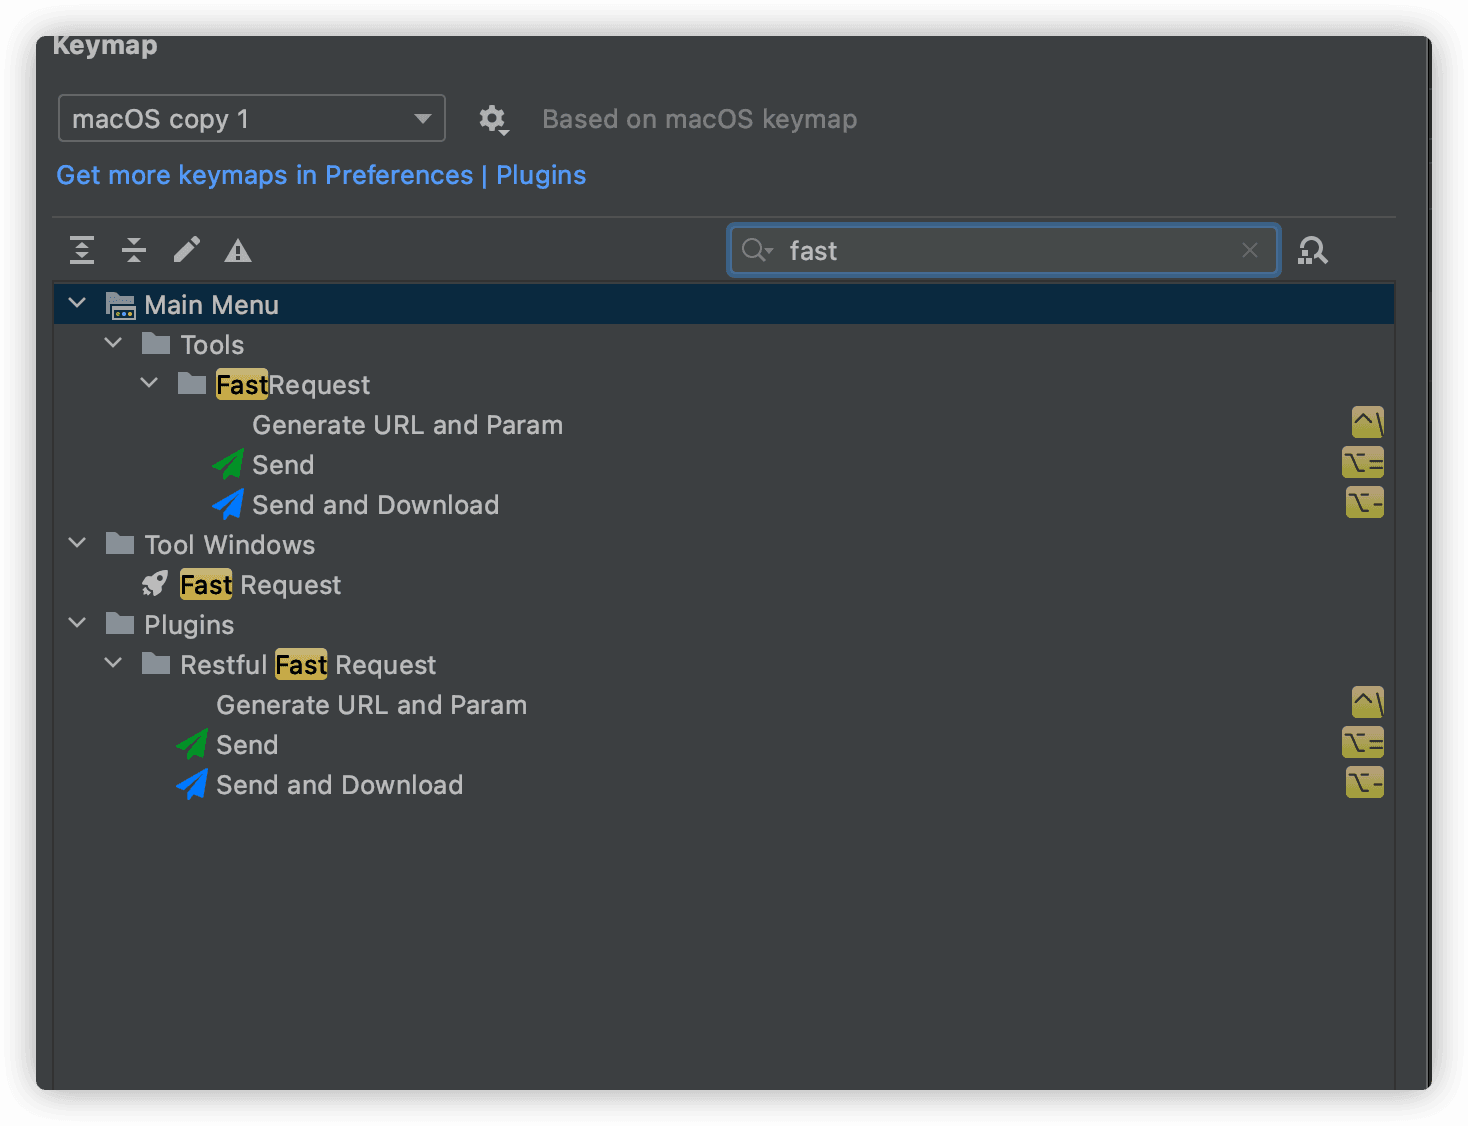 Keymap
macOS copy 1 Based on macOS keymap
Get more keymaps in Preferences | Plugins
fast
Main Menu
Tools
FastRequest
Generate URL and Param ^\
Send ⌥=
Send and Download ⌥-
Tool Windows
Fast Request
Plugins
Restful Fast Request
Generate URL and Param ^\
Send ⌥=
Send and Download ⌥-